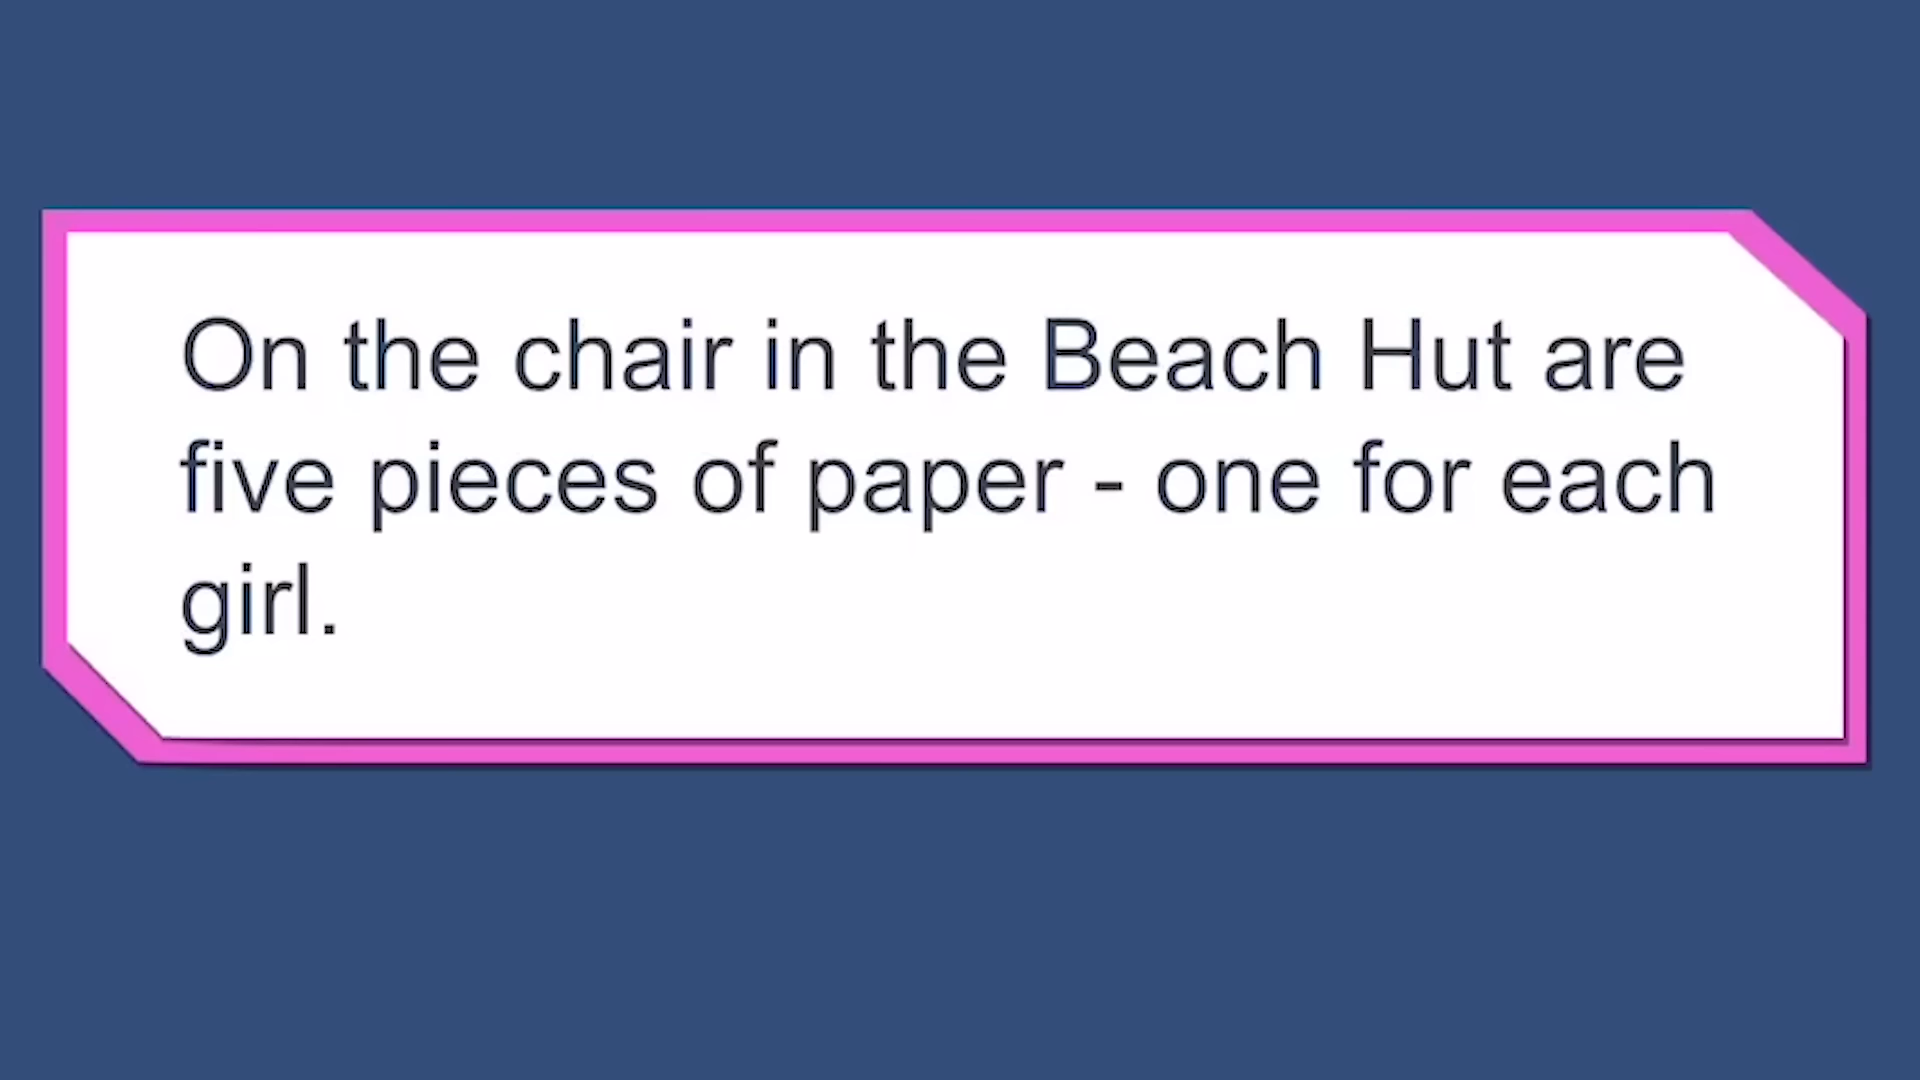 On the chair in the Beach Hut are
five pieces of paper - one for each
girl.